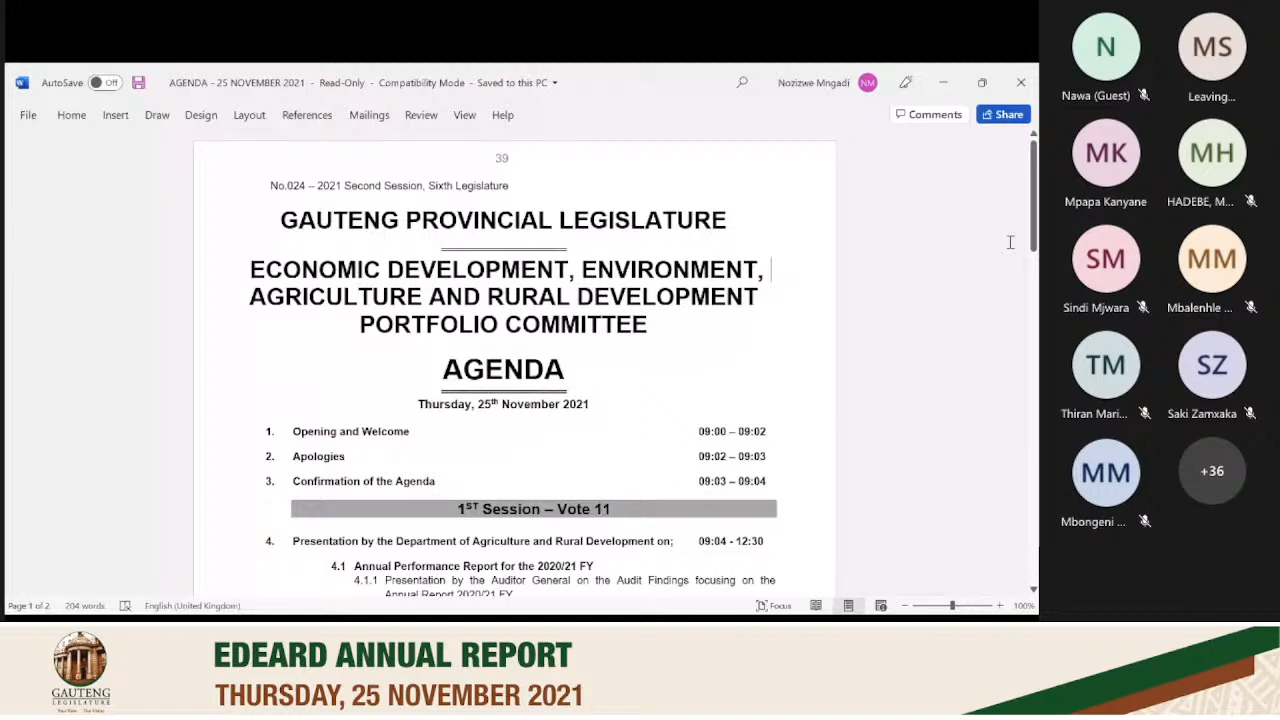 AutoSave Off AGENDA - 25 NOVEMBER 2021 - Read-Only - Compatibility Mode - Saved to this PC Nozizwe Mngadi NM
File Home Insert Draw Design Layout References Mailings Review View Help Comments Share
39
No.024 – 2021 Second Session, Sixth Legislature
GAUTENG PROVINCIAL LEGISLATURE
ECONOMIC DEVELOPMENT, ENVIRONMENT,
AGRICULTURE AND RURAL DEVELOPMENT
PORTFOLIO COMMITTEE
AGENDA
Thursday, 25th November 2021
1. Opening and Welcome 09:00 – 09:02
2. Apologies 09:02 – 09:03
3. Confirmation of the Agenda 09:03 – 09:04
1ST Session – Vote 11
4. Presentation by the Department of Agriculture and Rural Development on; 09:04 - 12:30
4.1 Annual Performance Report for the 2020/21 FY
4.1.1 Presentation by the Auditor General on the Audit Findings focusing on the
Annual Report 2020/21 FY
Page 1 of 2 204 words English (United Kingdom) Focus 100%
N MS
Nawa (Guest) Leaving...
MK MH
Mpapa Kanyane HADEBE, M...
SM MM
Sindi Mjwara Mbalenhle ...
TM SZ
Thiran Mari... Saki Zamxaka
MM +36
Mbongeni ...
GAUTENG
LEGISLATURE
EDEARD ANNUAL REPORT
THURSDAY, 25 NOVEMBER 2021